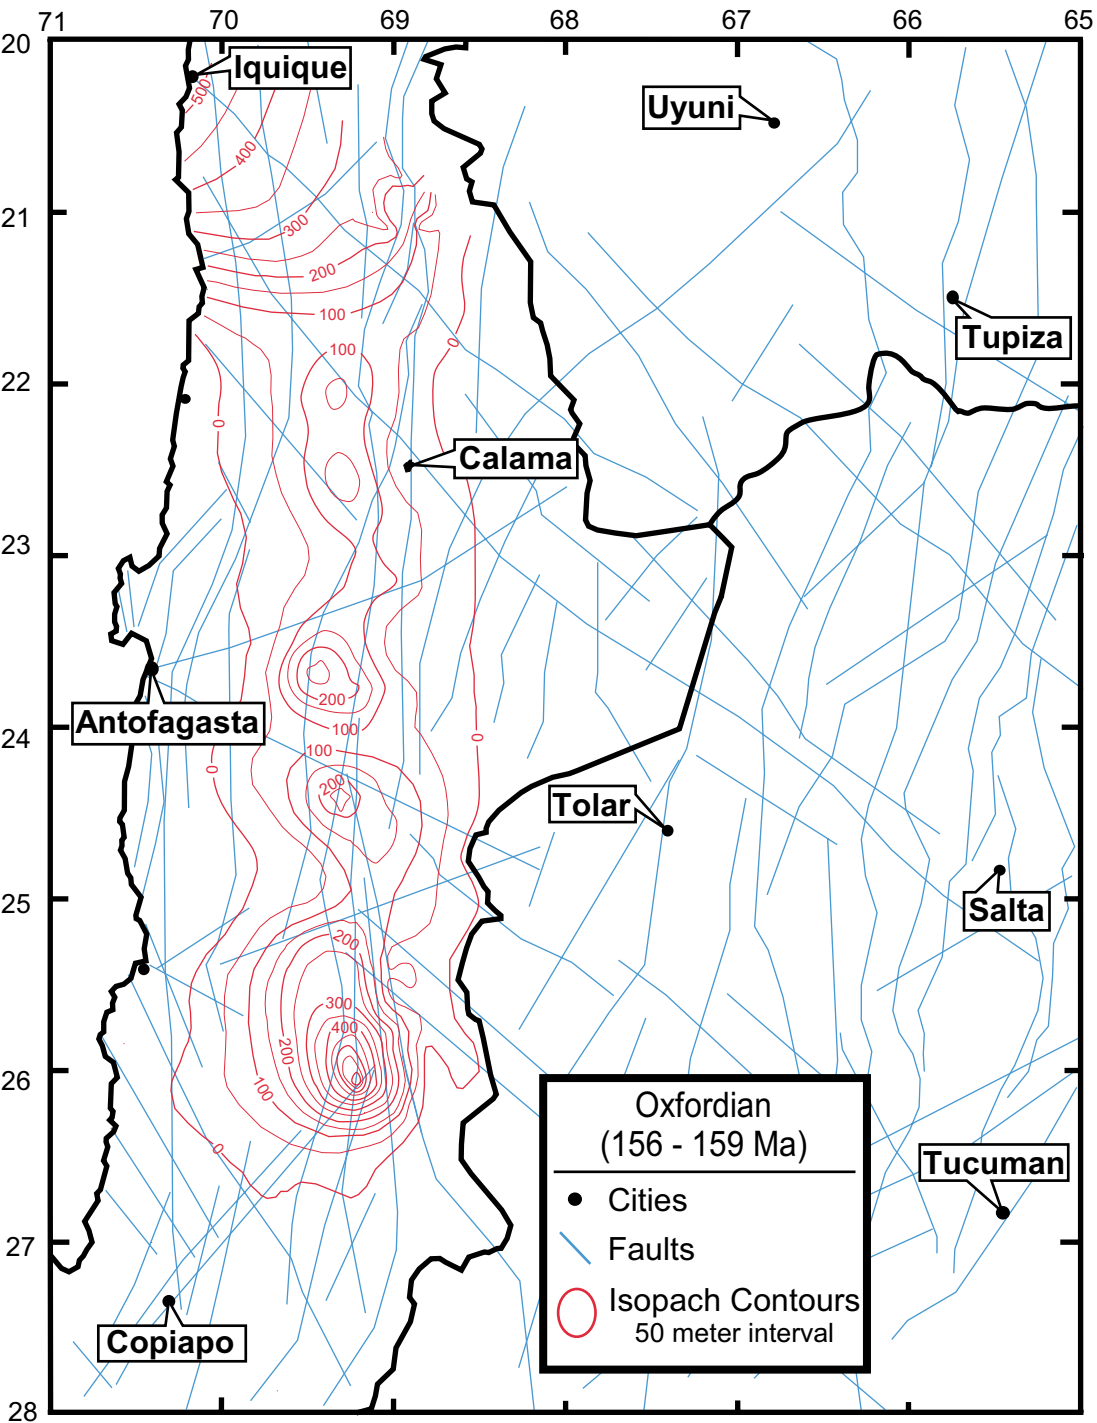 71 70 69 68 67 66 65
20
Iquique
500
Uyuni
400
21
300
200
Tupiza
100
100
0
22
0
Calama
23
200
Antofagasta
100
0
24
100
0
200
Tolar
25
Salta
200
300
400
200
26
100
Oxfordian
(156 - 159 Ma)
0
Tucuman
Cities
27
Faults
Isopach Contours
50 meter interval
Copiapo
28